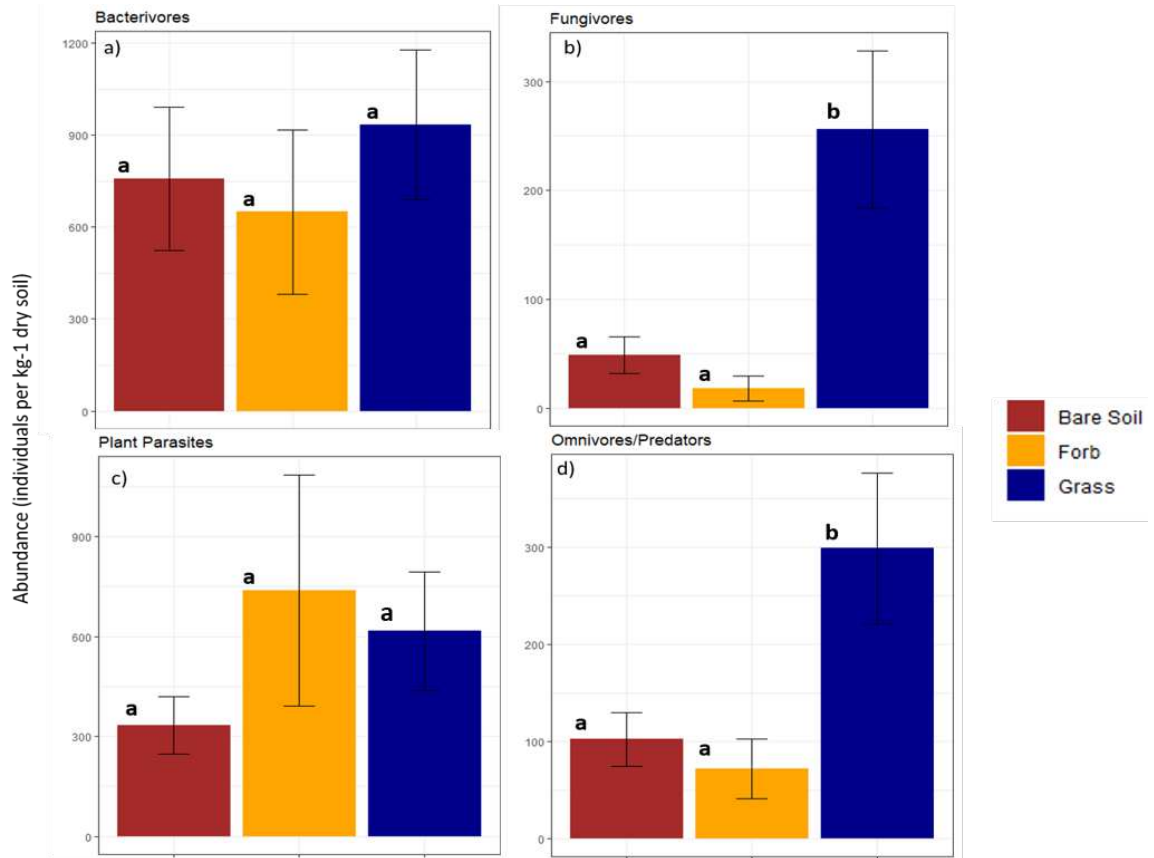 Bacterivores
a)
1200
900
600
300
0
a
a
a
Fungivores
b)
300
200
100
0
a
a
b
Plant Parasites
c)
900
600
300
0
a
a
a
Omnivores/Predators
d)
300
200
100
0
a
a
b
Abundance (individuals per kg-1 dry soil)
Bare Soil
Forb
Grass